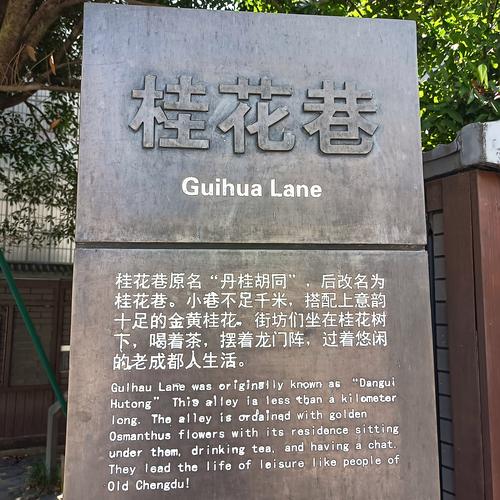 桂花巷
Guihua Lane
桂花巷原名“丹桂胡同”，后改名为
桂花巷。小巷不足千米，搭配上意韵
十足的金黄桂花。街坊们坐在桂花树
下，喝着茶，摆着龙门阵，过着悠闲
的老成都人生活。
Gulhau Lane was originally known as "Dangui
Hutong" This alley is less than a kilometer
long. The alley is ordained with golden
Osmanthus flowers with its residence sitting
under them, drinking tea, and having a chat.
They lead the life of leisure like people of
Old Chengdu!